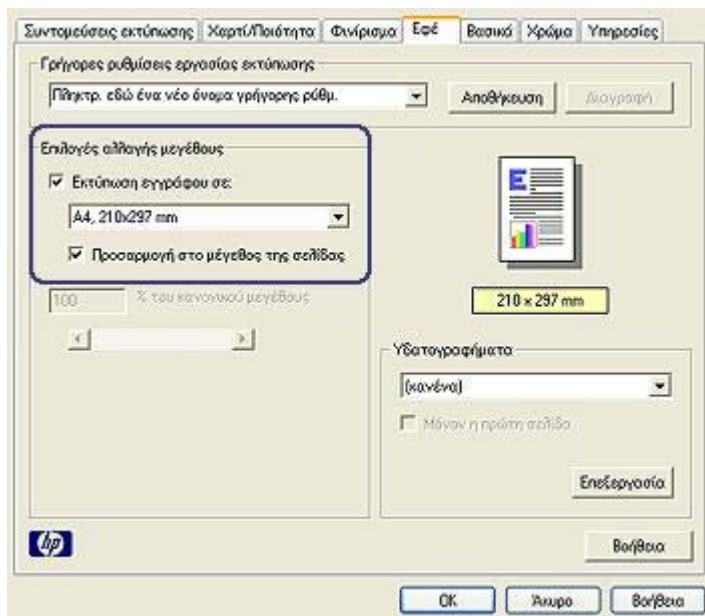 Συντομεύσεις εκτύπωσης Χαρτί/Ποιότητα Φινίρισμα Εφέ Βασικά Χρώμα Υπηρεσίες
Γρήγορες ρυθμίσεις εργασίας εκτύπωσης
Πληκτρ. εδώ ένα νέο όνομα γρήγορης ρύθμ.
Αποθήκευση
Διαγραφή
Επιλογές αλλαγής μεγέθους
Εκτύπωση εγγράφου σε:
A4, 210x297 mm
Προσαρμογή στο μέγεθος της σελίδας
100 % του κανονικού μεγέθους
E
210 x 297 mm
Υδατογραφήματα
(κανένα)
Μόνον η πρώτη σελίδα
Επεξεργασία
hp
Βοήθεια
OK Άκυρο Βοήθεια